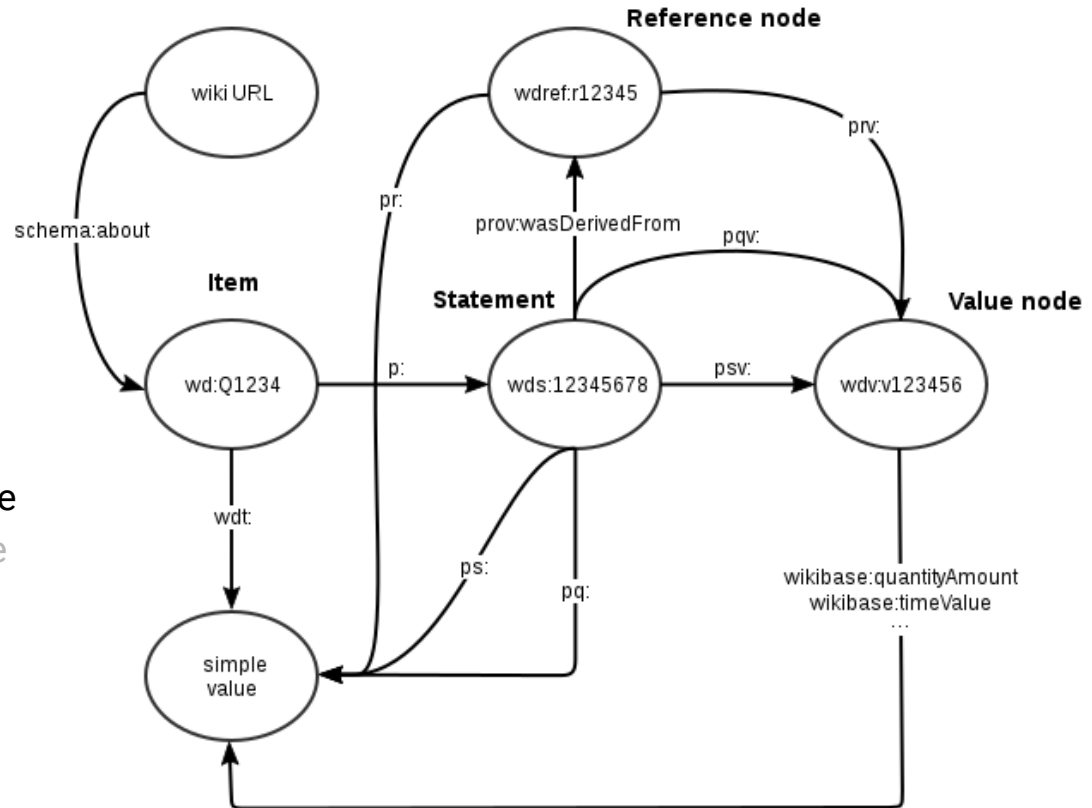 Reference node
wiki URL
wdref:r12345
prv:
pr:
prov:wasDerivedFrom
schema:about
pqv:
Item
Statement
Value node
wd:Q1234
p:
wds:12345678
psv:
wdv:v123456
e
wdt:
e
ps:
pq:
wikibase:quantityAmount
wikibase:timeValue
...
simple
value